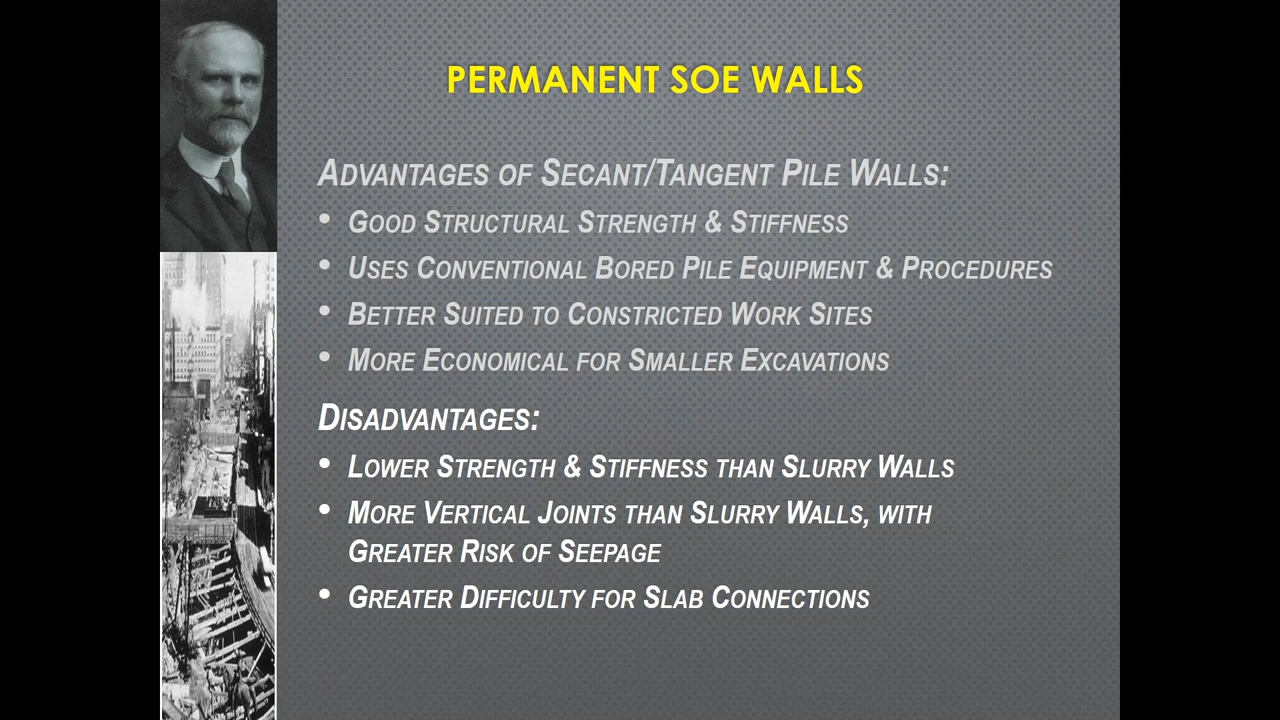 PERMANENT SOE WALLS
ADVANTAGES OF SECANT/TANGENT PILE WALLS:
• GOOD STRUCTURAL STRENGTH & STIFFNESS
• USES CONVENTIONAL BORED PILE EQUIPMENT & PROCEDURES
• BETTER SUITED TO CONSTRICTED WORK SITES
• MORE ECONOMICAL FOR SMALLER EXCAVATIONS
DISADVANTAGES:
• LOWER STRENGTH & STIFFNESS THAN SLURRY WALLS
• MORE VERTICAL JOINTS THAN SLURRY WALLS, WITH
GREATER RISK OF SEEPAGE
• GREATER DIFFICULTY FOR SLAB CONNECTIONS